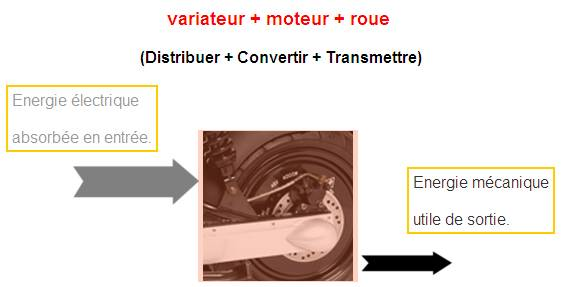 variateur + moteur + roue
(Distribuer + Convertir + Transmettre)
Energie électrique
absorbée en entrée.
Energie mécanique
utile de sortie.